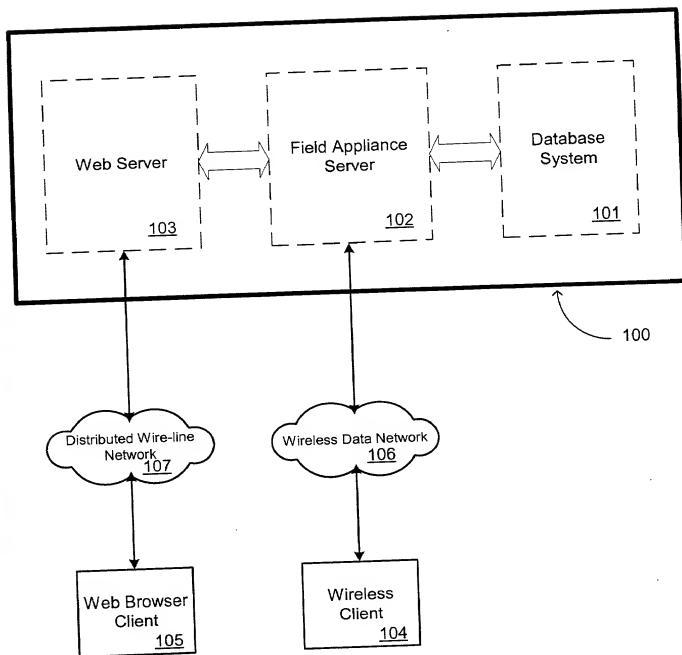 Web Server
103
Field Appliance
Server
102
Database
System
101
100
Distributed Wire-line
Network
107
Wireless Data Network
106
Web Browser
Client
105
Wireless
Client
104